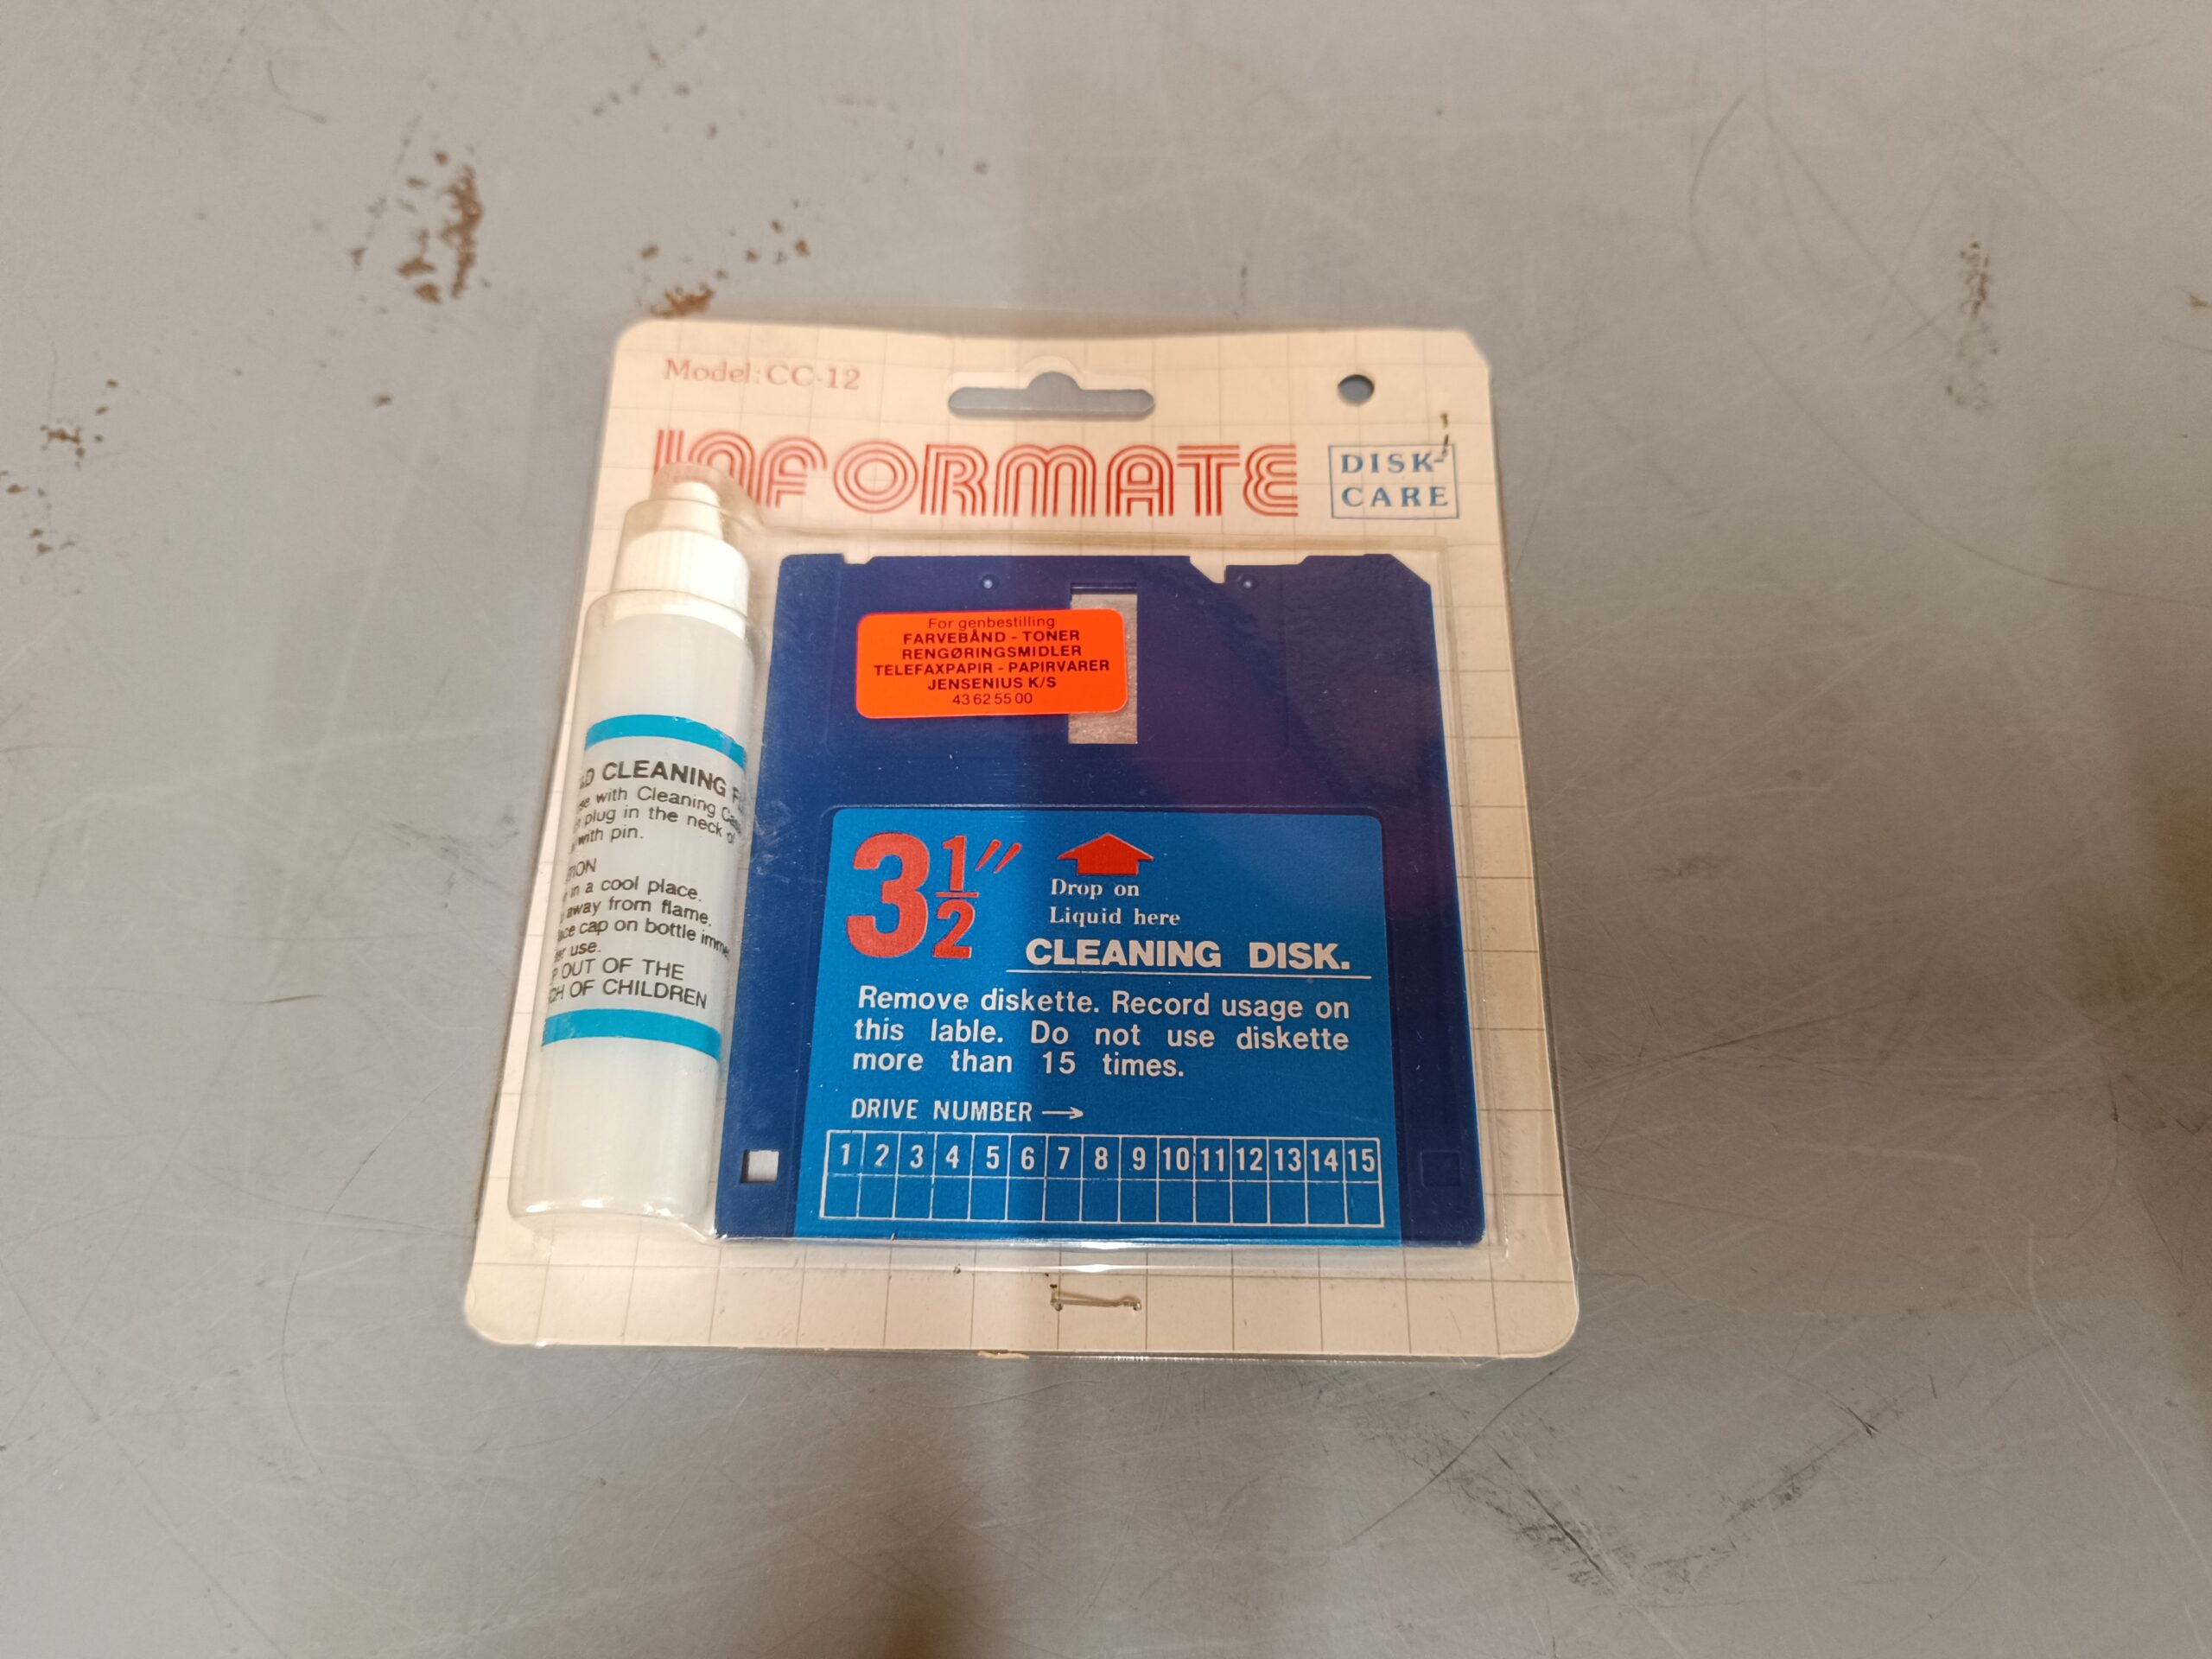 Model: CC-12
INFORMATE
DISK-
CARE
For genbestilling
FARVEBÅND - TONER
RENGØRINGSMIDLER
TELEFAXPAPIR - PAPIRVARER
JENSENIUS K/S
43 62 55 00
CLEANING
with Cleaning
plug in the neck of
with pin.
in a cool place.
away from flame.
cap on bottle
use.
OUT OF THE
OF CHILDREN
3 1/2"
Drop on
Liquid here
CLEANING DISK.
Remove diskette. Record usage on
this lable. Do not use diskette
more than 15 times.
DRIVE NUMBER →
1 2 3 4 5 6 7 8 9 10 11 12 13 14 15